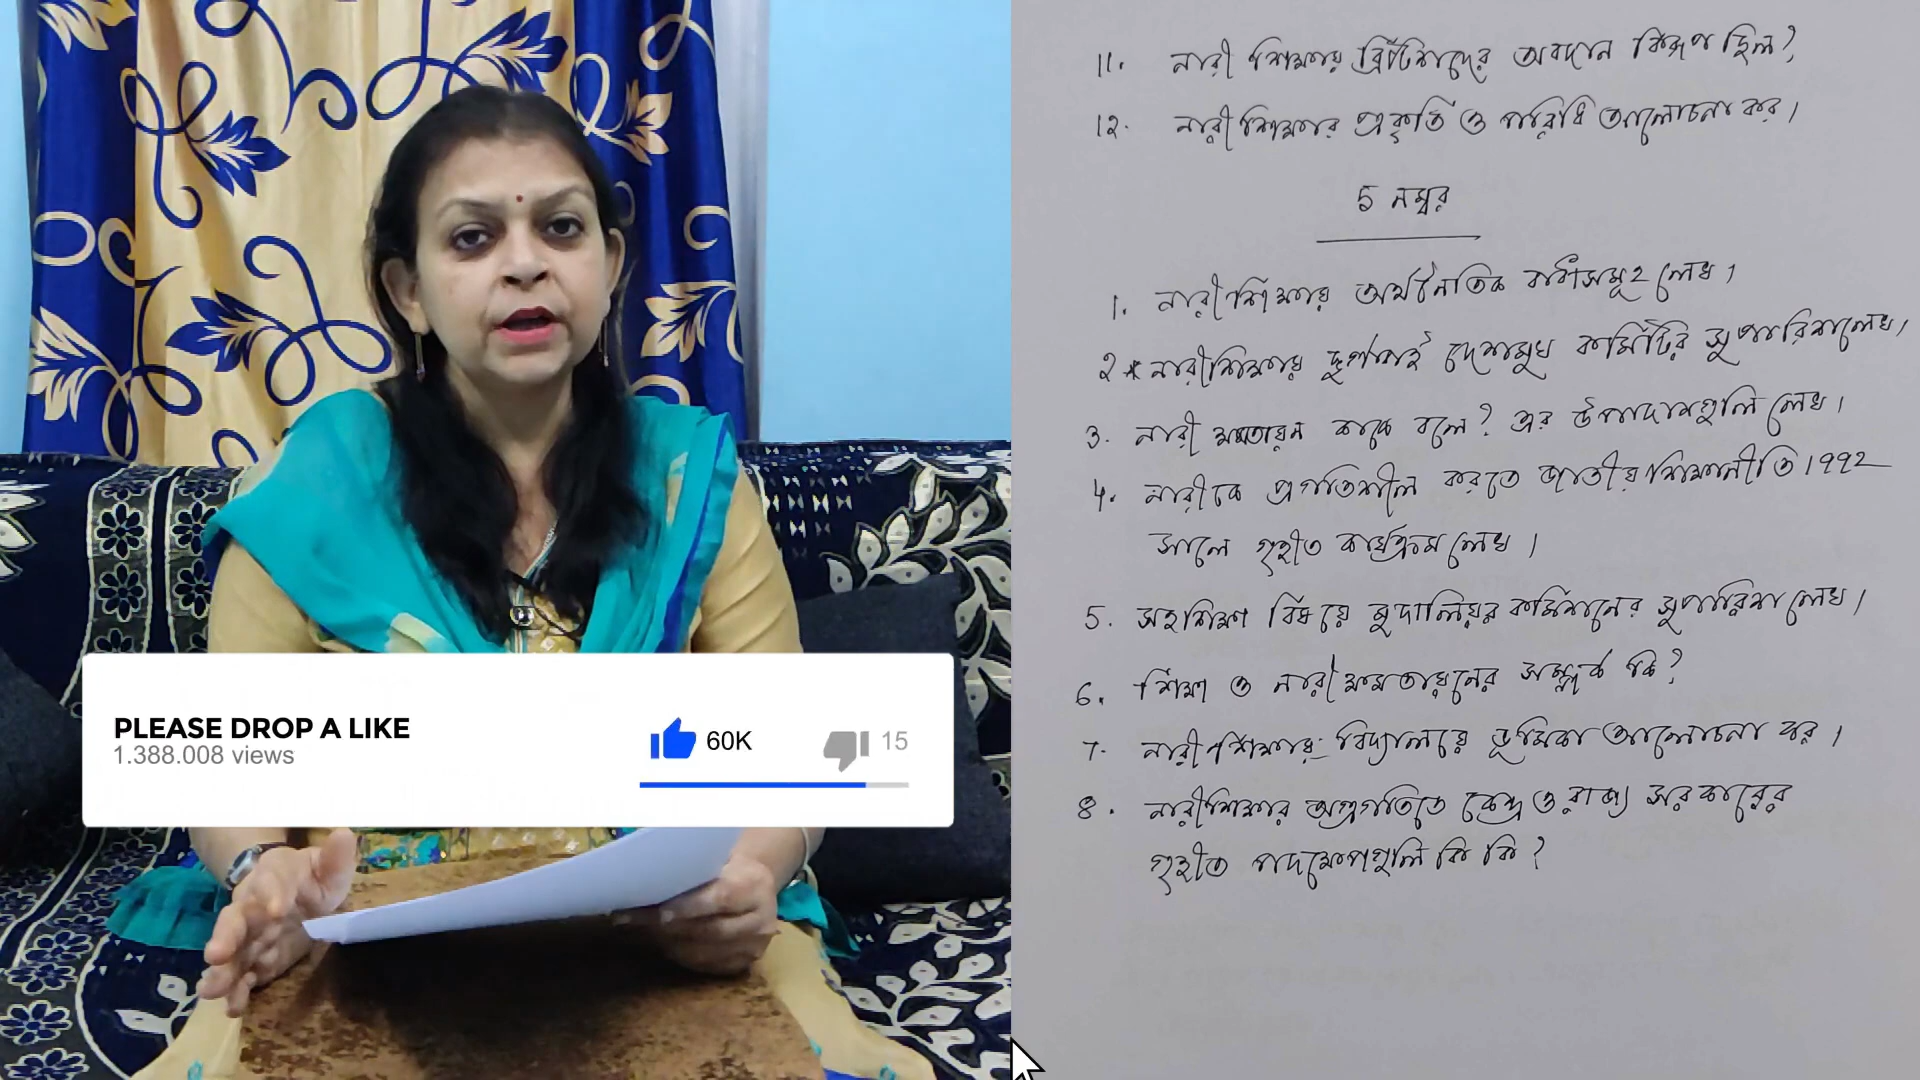 PLEASE DROP A LIKE
1.388.008 views
60K
15
11. নারী শিক্ষায় ব্রিটিশদের অবদান কিরূপ ছিল?
12. নারীশিক্ষার প্রকৃতি ও পরিধি আলোচনা কর।
5 নম্বর
1. নারীশিক্ষায় অর্থনৈতিক বাধাঁসমূহ লেখ।
2 * নারীশিক্ষায় দূর্গাবাই দেশমুখ কমিটির সুপারিশ লেখ।
3. নারী ক্ষমতায়ন কাকে বলে? এর উপাদানগুলি লেখ।
4. নারীকে প্রগতিশীল করতে জাতীয় শিক্ষানীতি 1992
সালে গৃহীত কার্যক্রম লেখ।
5. সহশিক্ষা বিষয়ে মুদালিয়র কমিশনের সুপারিশ লেখ।
6. শিক্ষা ও নারী ক্ষমতায়নের সম্পর্ক কি?
7. নারীশিক্ষায় বিদ্যালয়ে ভূমিকা আলোচনা কর।
8. নারীশিক্ষার অগ্রগতিতে কেন্দ্র ও রাজ্য সরকারের
গৃহীত পদক্ষেপগুলি কি কি?